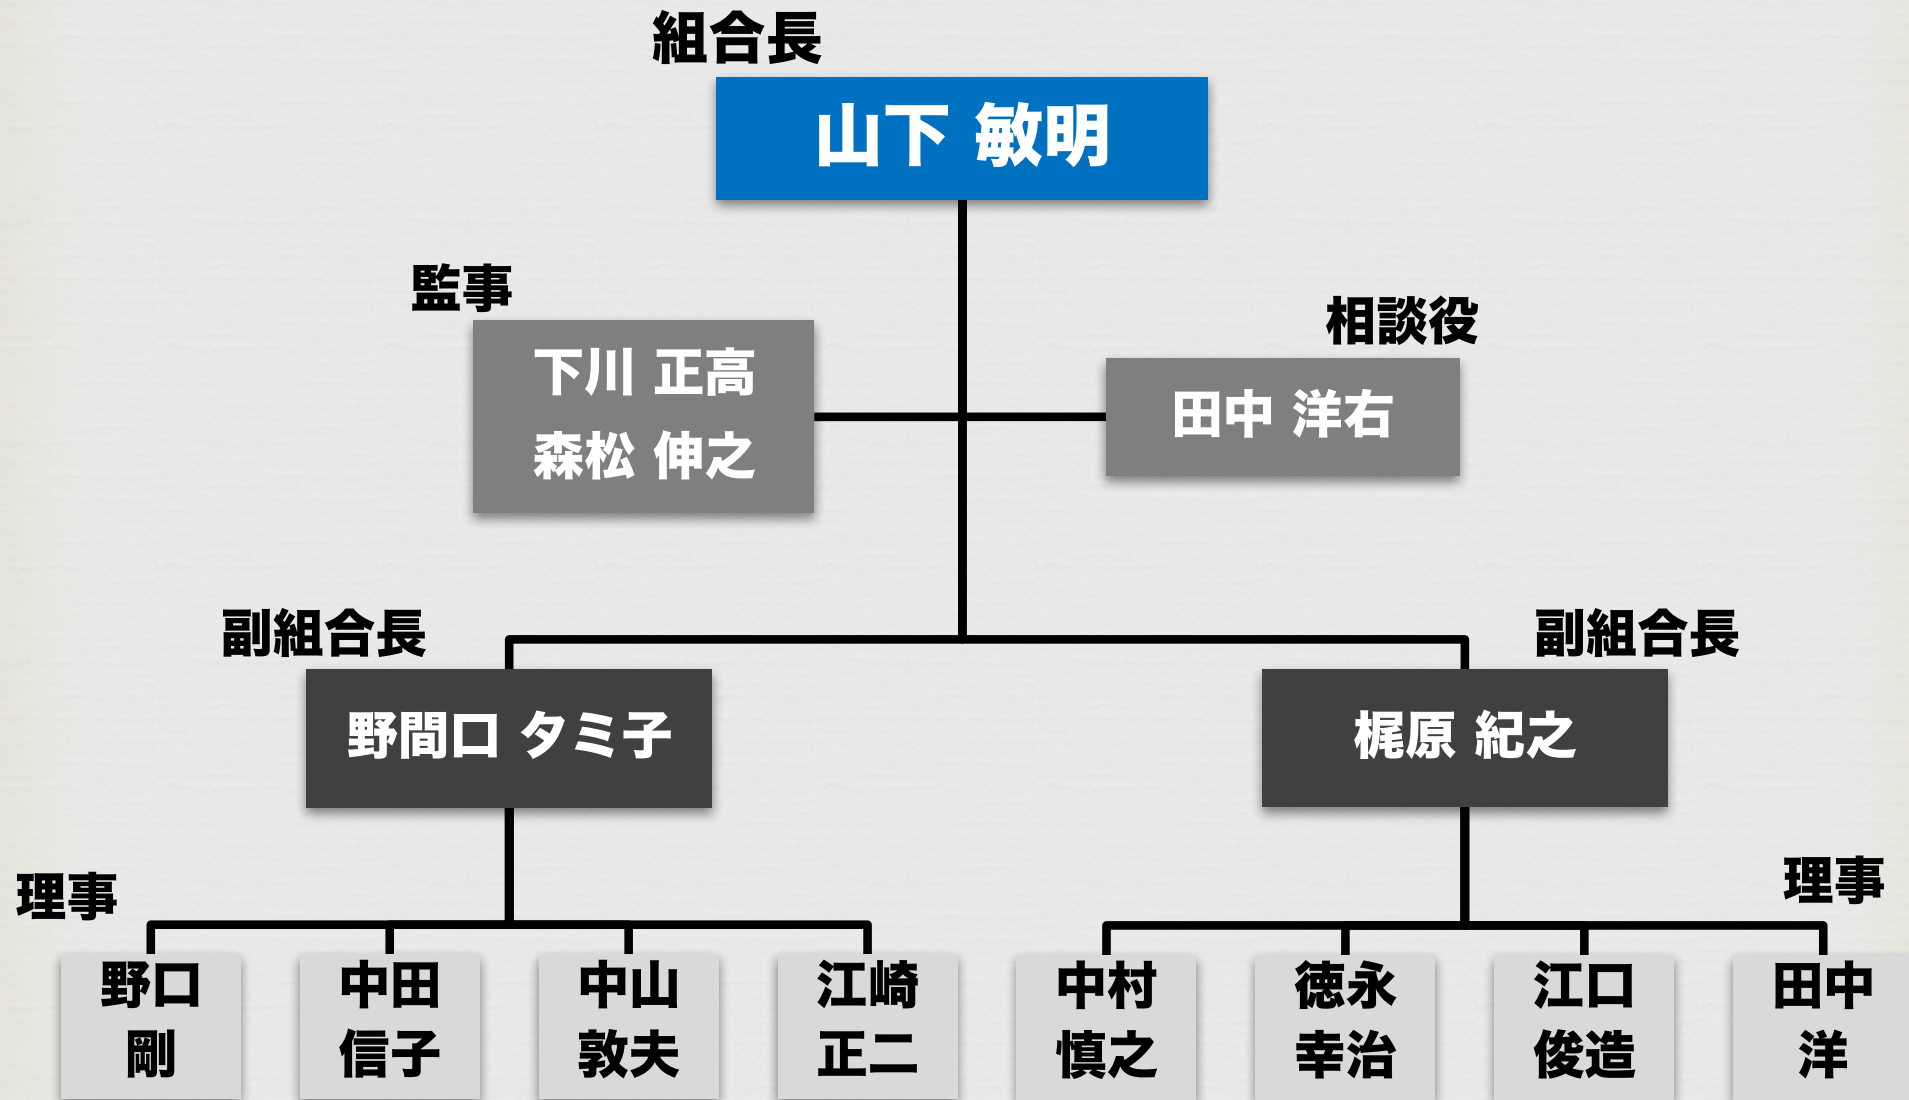 組合長
山下 敏明
監事
下川 正高
森松 伸之
相談役
田中 洋右
副組合長
野間口 タミ子
副組合長
梶原 紀之
理事
野口
剛
中田
信子
中山
敦夫
江崎
正二
理事
中村
慎之
徳永
幸治
江口
俊造
田中
洋